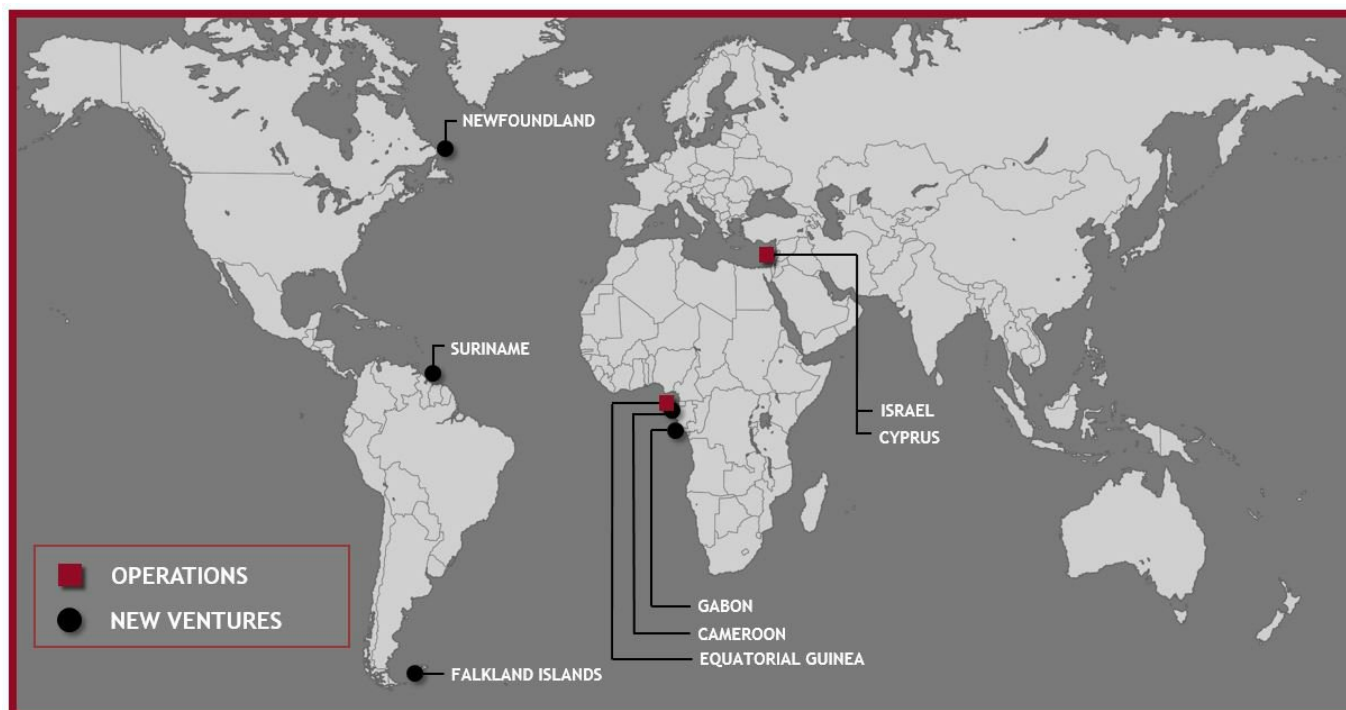 NEWFOUNDLAND
SURINAME
ISRAEL
CYPRUS
OPERATIONS
NEW VENTURES
GABON
CAMEROON
EQUATORIAL GUINEA
FALKLAND ISLANDS